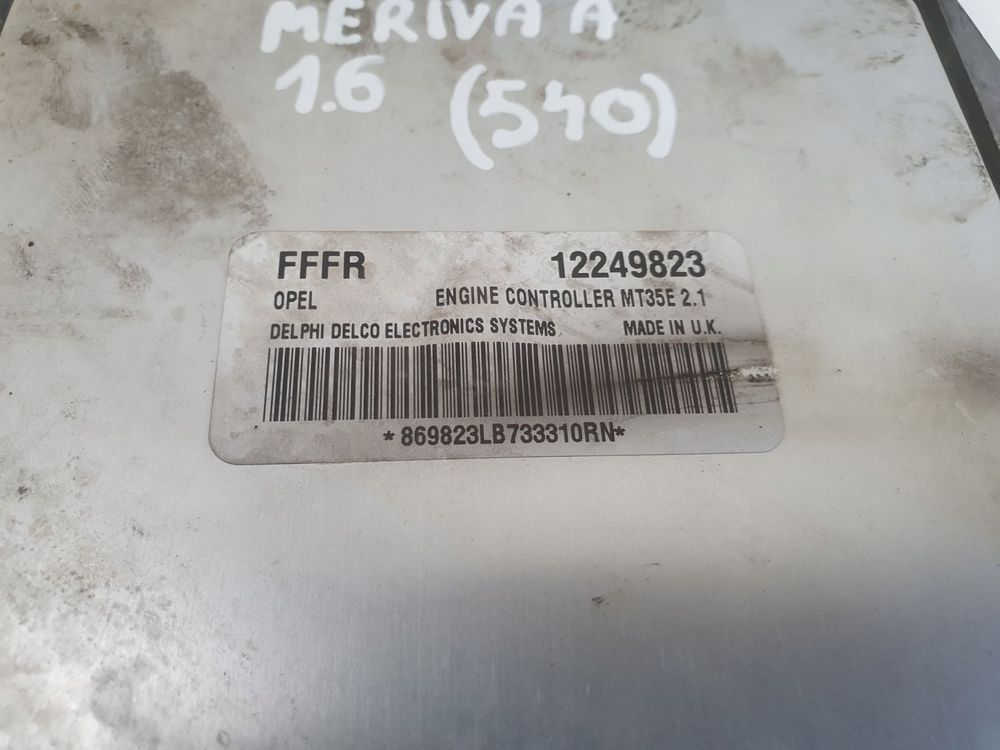 MERIVA A
1.6 (540)
FFFR 12249823
OPEL ENGINE CONTROLLER MT35E 2.1
DELPHI DELCO ELECTRONICS SYSTEMS MADE IN U.K.
*869823LB733310RN*